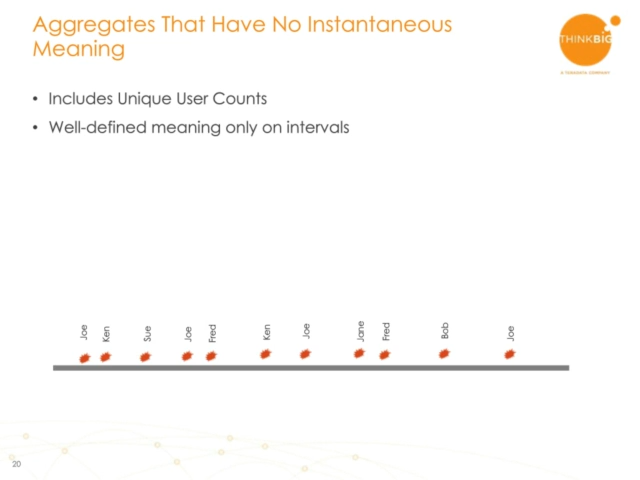 Aggregates That Have No Instantaneous
Meaning
THINKBIG
A TERADATA COMPANY
• Includes Unique User Counts
• Well-defined meaning only on intervals
Joe
Ken
Sue
Joe
Fred
Ken
Joe
Jane
Fred
Bob
Joe
20